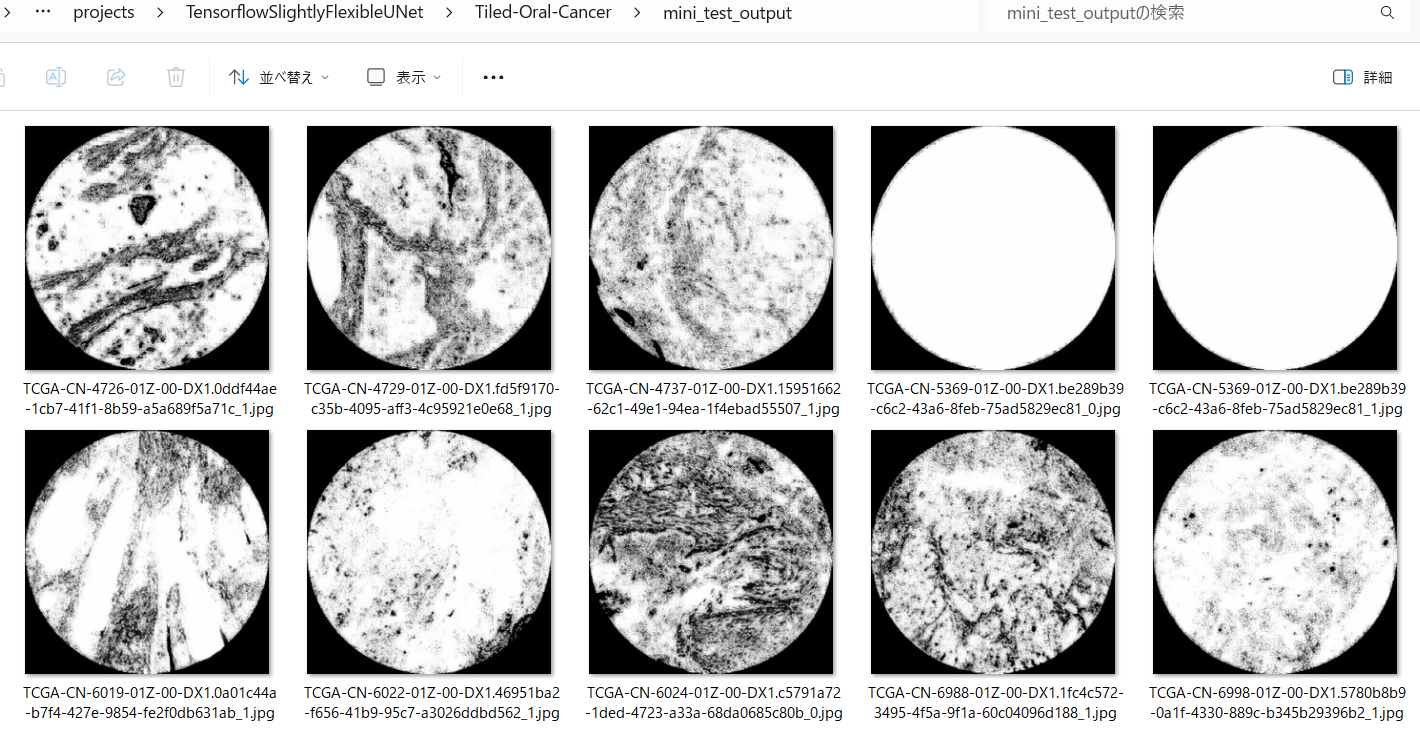 projects > TensorflowSlightlyFlexibleUNet > Tiled-Oral-Cancer > mini_test_output
mini_test_outputの検索
並べ替え
表示
詳細
TCGA-CN-4726-01Z-00-DX1.0ddf44ae
-1cb7-41f1-8b59-a5a689f5a71c_1.jpg
TCGA-CN-4729-01Z-00-DX1.fd5f9170-
c35b-4095-aff3-4c95921e0e68_1.jpg
TCGA-CN-4737-01Z-00-DX1.15951662
-62c1-49e1-94ea-1f4ebad55507_1.jpg
TCGA-CN-5369-01Z-00-DX1.be289b39
-c6c2-43a6-8feb-75ad5829ec81_0.jpg
TCGA-CN-5369-01Z-00-DX1.be289b39
-c6c2-43a6-8feb-75ad5829ec81_1.jpg
TCGA-CN-6019-01Z-00-DX1.0a01c44a
-b7f4-427e-9854-fe2f0db631ab_1.jpg
TCGA-CN-6022-01Z-00-DX1.46951ba2
-f656-41b9-95c7-a3026ddbd562_1.jpg
TCGA-CN-6024-01Z-00-DX1.c5791a72
-1ded-4723-a33a-68da0685c80b_0.jpg
TCGA-CN-6988-01Z-00-DX1.1fc4c572-
3495-4f5a-9f1a-60c04096d188_1.jpg
TCGA-CN-6998-01Z-00-DX1.5780b8b9
-0a1f-4330-889c-b345b29396b2_1.jpg